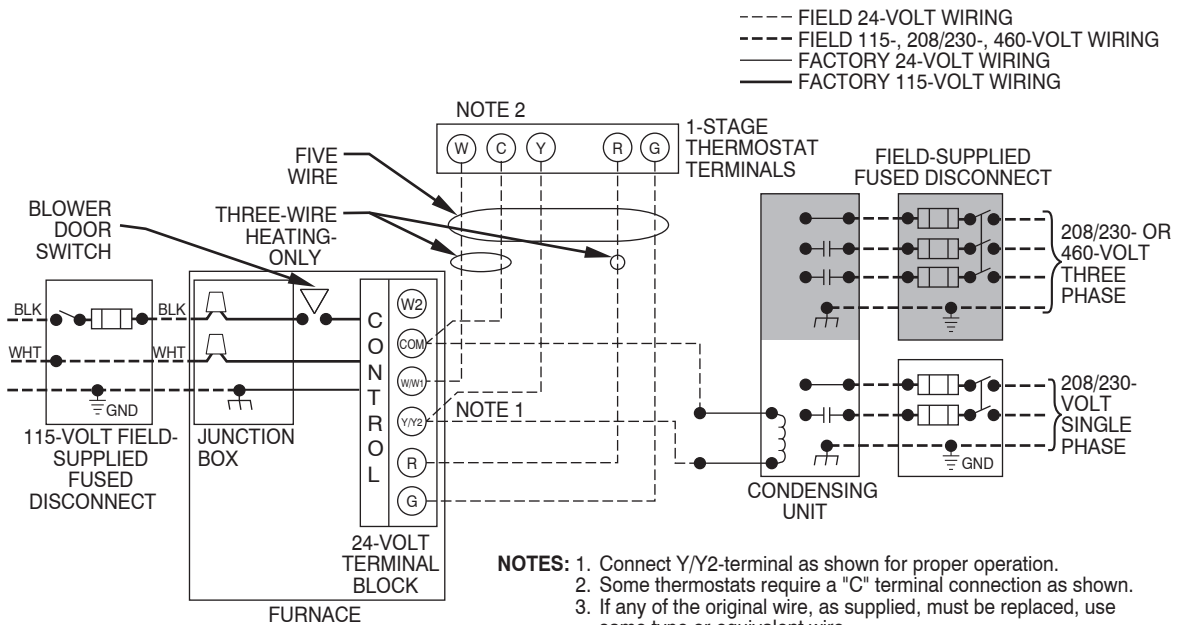 FIELD 24-VOLT WIRING
FIELD 115-, 208/230-, 460-VOLT WIRING
FACTORY 24-VOLT WIRING
FACTORY 115-VOLT WIRING
NOTE 2
W C Y R G
1-STAGE
THERMOSTAT
TERMINALS
FIVE
WIRE
THREE-WIRE
HEATING-
ONLY
BLOWER
DOOR
SWITCH
FIELD-SUPPLIED
FUSED DISCONNECT
208/230- OR
460-VOLT
THREE
PHASE
BLK
BLK
WHT
WHT
GND
115-VOLT FIELD-
SUPPLIED
FUSED
DISCONNECT
JUNCTION
BOX
CONTROL
W2
COM
W/W1
Y/Y2
R
G
NOTE 1
24-VOLT
TERMINAL
BLOCK
FURNACE
208/230-
VOLT
SINGLE
PHASE
GND
CONDENSING
UNIT
NOTES: 1. Connect Y/Y2-terminal as shown for proper operation.
2. Some thermostats require a "C" terminal connection as shown.
3. If any of the original wire, as supplied, must be replaced, use